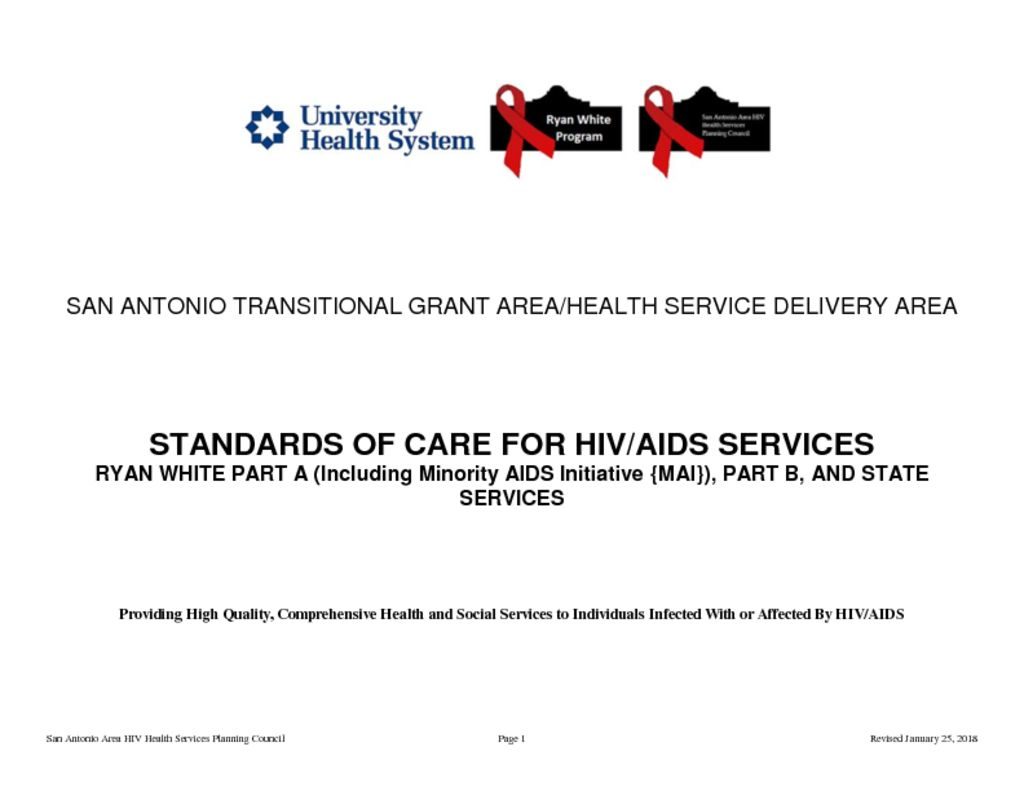 University
Health System
Ryan White
Program
San Antonio Area HIV
Health Services
Planning Council
SAN ANTONIO TRANSITIONAL GRANT AREA/HEALTH SERVICE DELIVERY AREA
STANDARDS OF CARE FOR HIV/AIDS SERVICES
RYAN WHITE PART A (Including Minority AIDS Initiative {MAI}), PART B, AND STATE
SERVICES
Providing High Quality, Comprehensive Health and Social Services to Individuals Infected With or Affected By HIV/AIDS
San Antonio Area HIV Health Services Planning Council
Page 1
Revised January 25, 2018